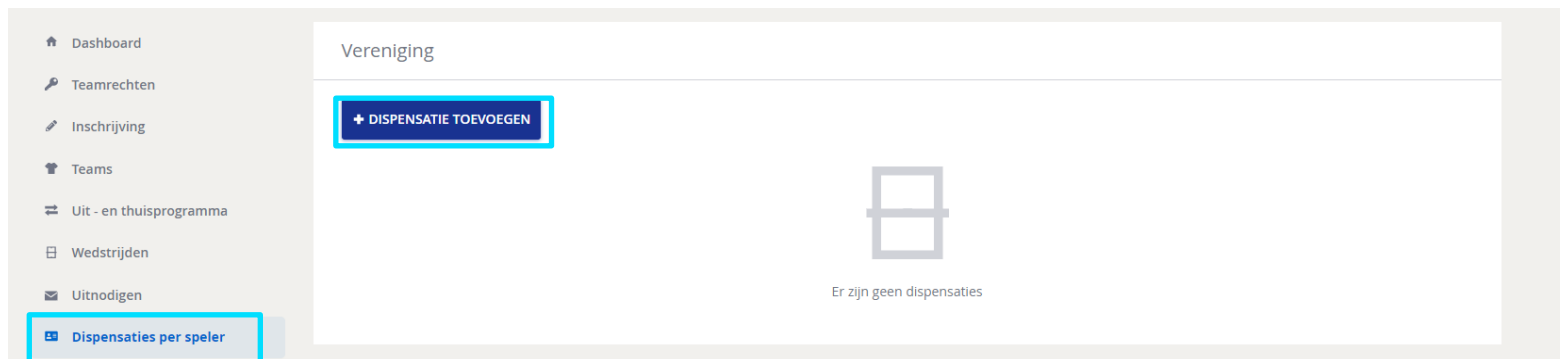 Dashboard
Teamrechten
Inschrijving
Teams
Uit - en thuisprogramma
Wedstrijden
Uitnodigen
Dispensaties per speler
Vereniging
+ DISPENSATIE TOEVOEGEN
Er zijn geen dispensaties